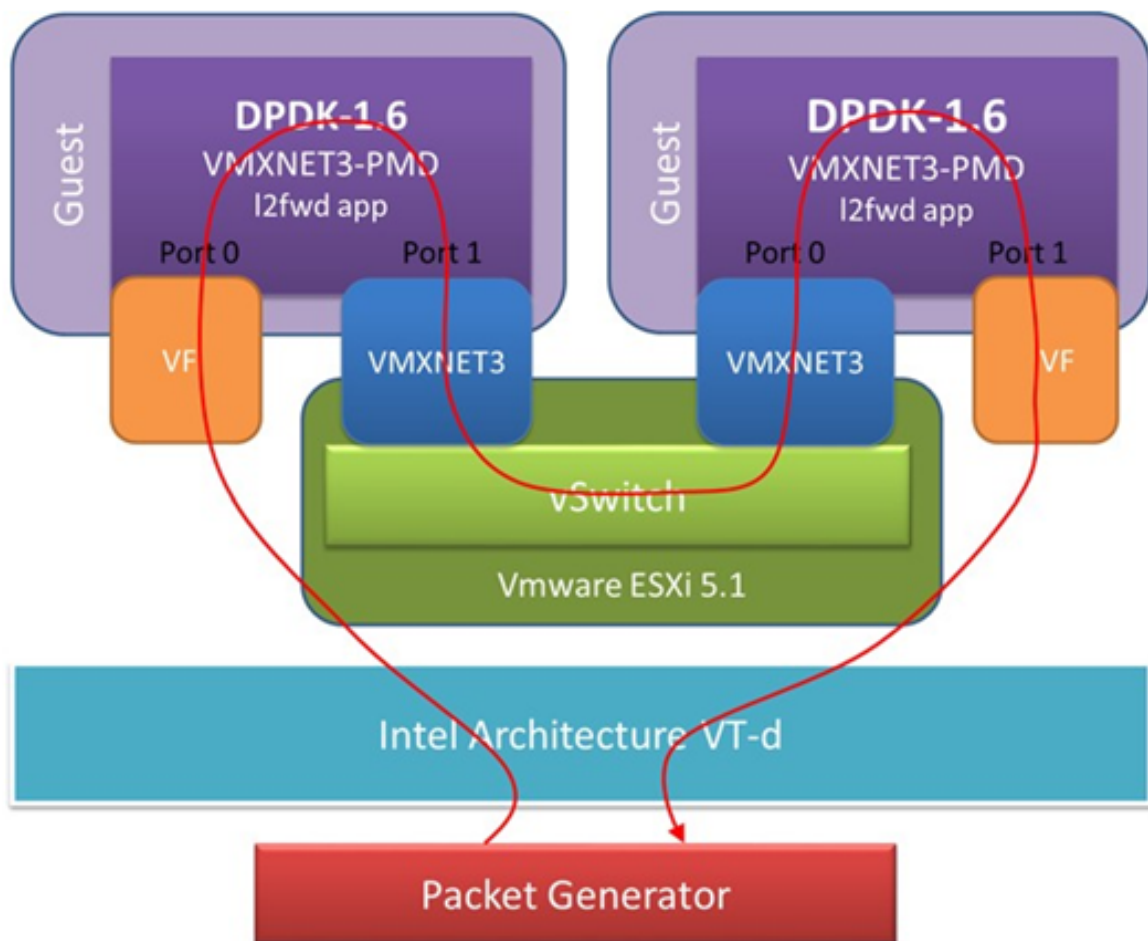 Guest
DPDK-1.6
VMXNET3-PMD
l2fwd app
Port 0
Port 1
VF
VMXNET3
Guest
DPDK-1.6
VMXNET3-PMD
l2fwd app
Port 0
Port 1
VMXNET3
VF
vSwitch
Vmware ESXi 5.1
Intel Architecture VT-d
Packet Generator